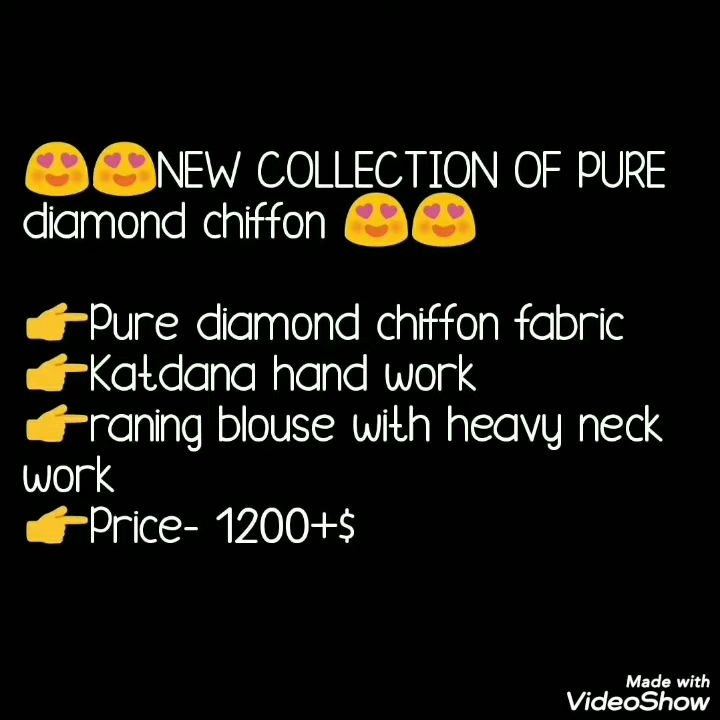 😍😍NEW COLLECTION OF PURE
diamond chiffon 😍😍
👉Pure diamond chiffon fabric
👉Katdana hand work
👉raning blouse with heavy neck
work
👉Price- 1200+$
Made with
VideoShow